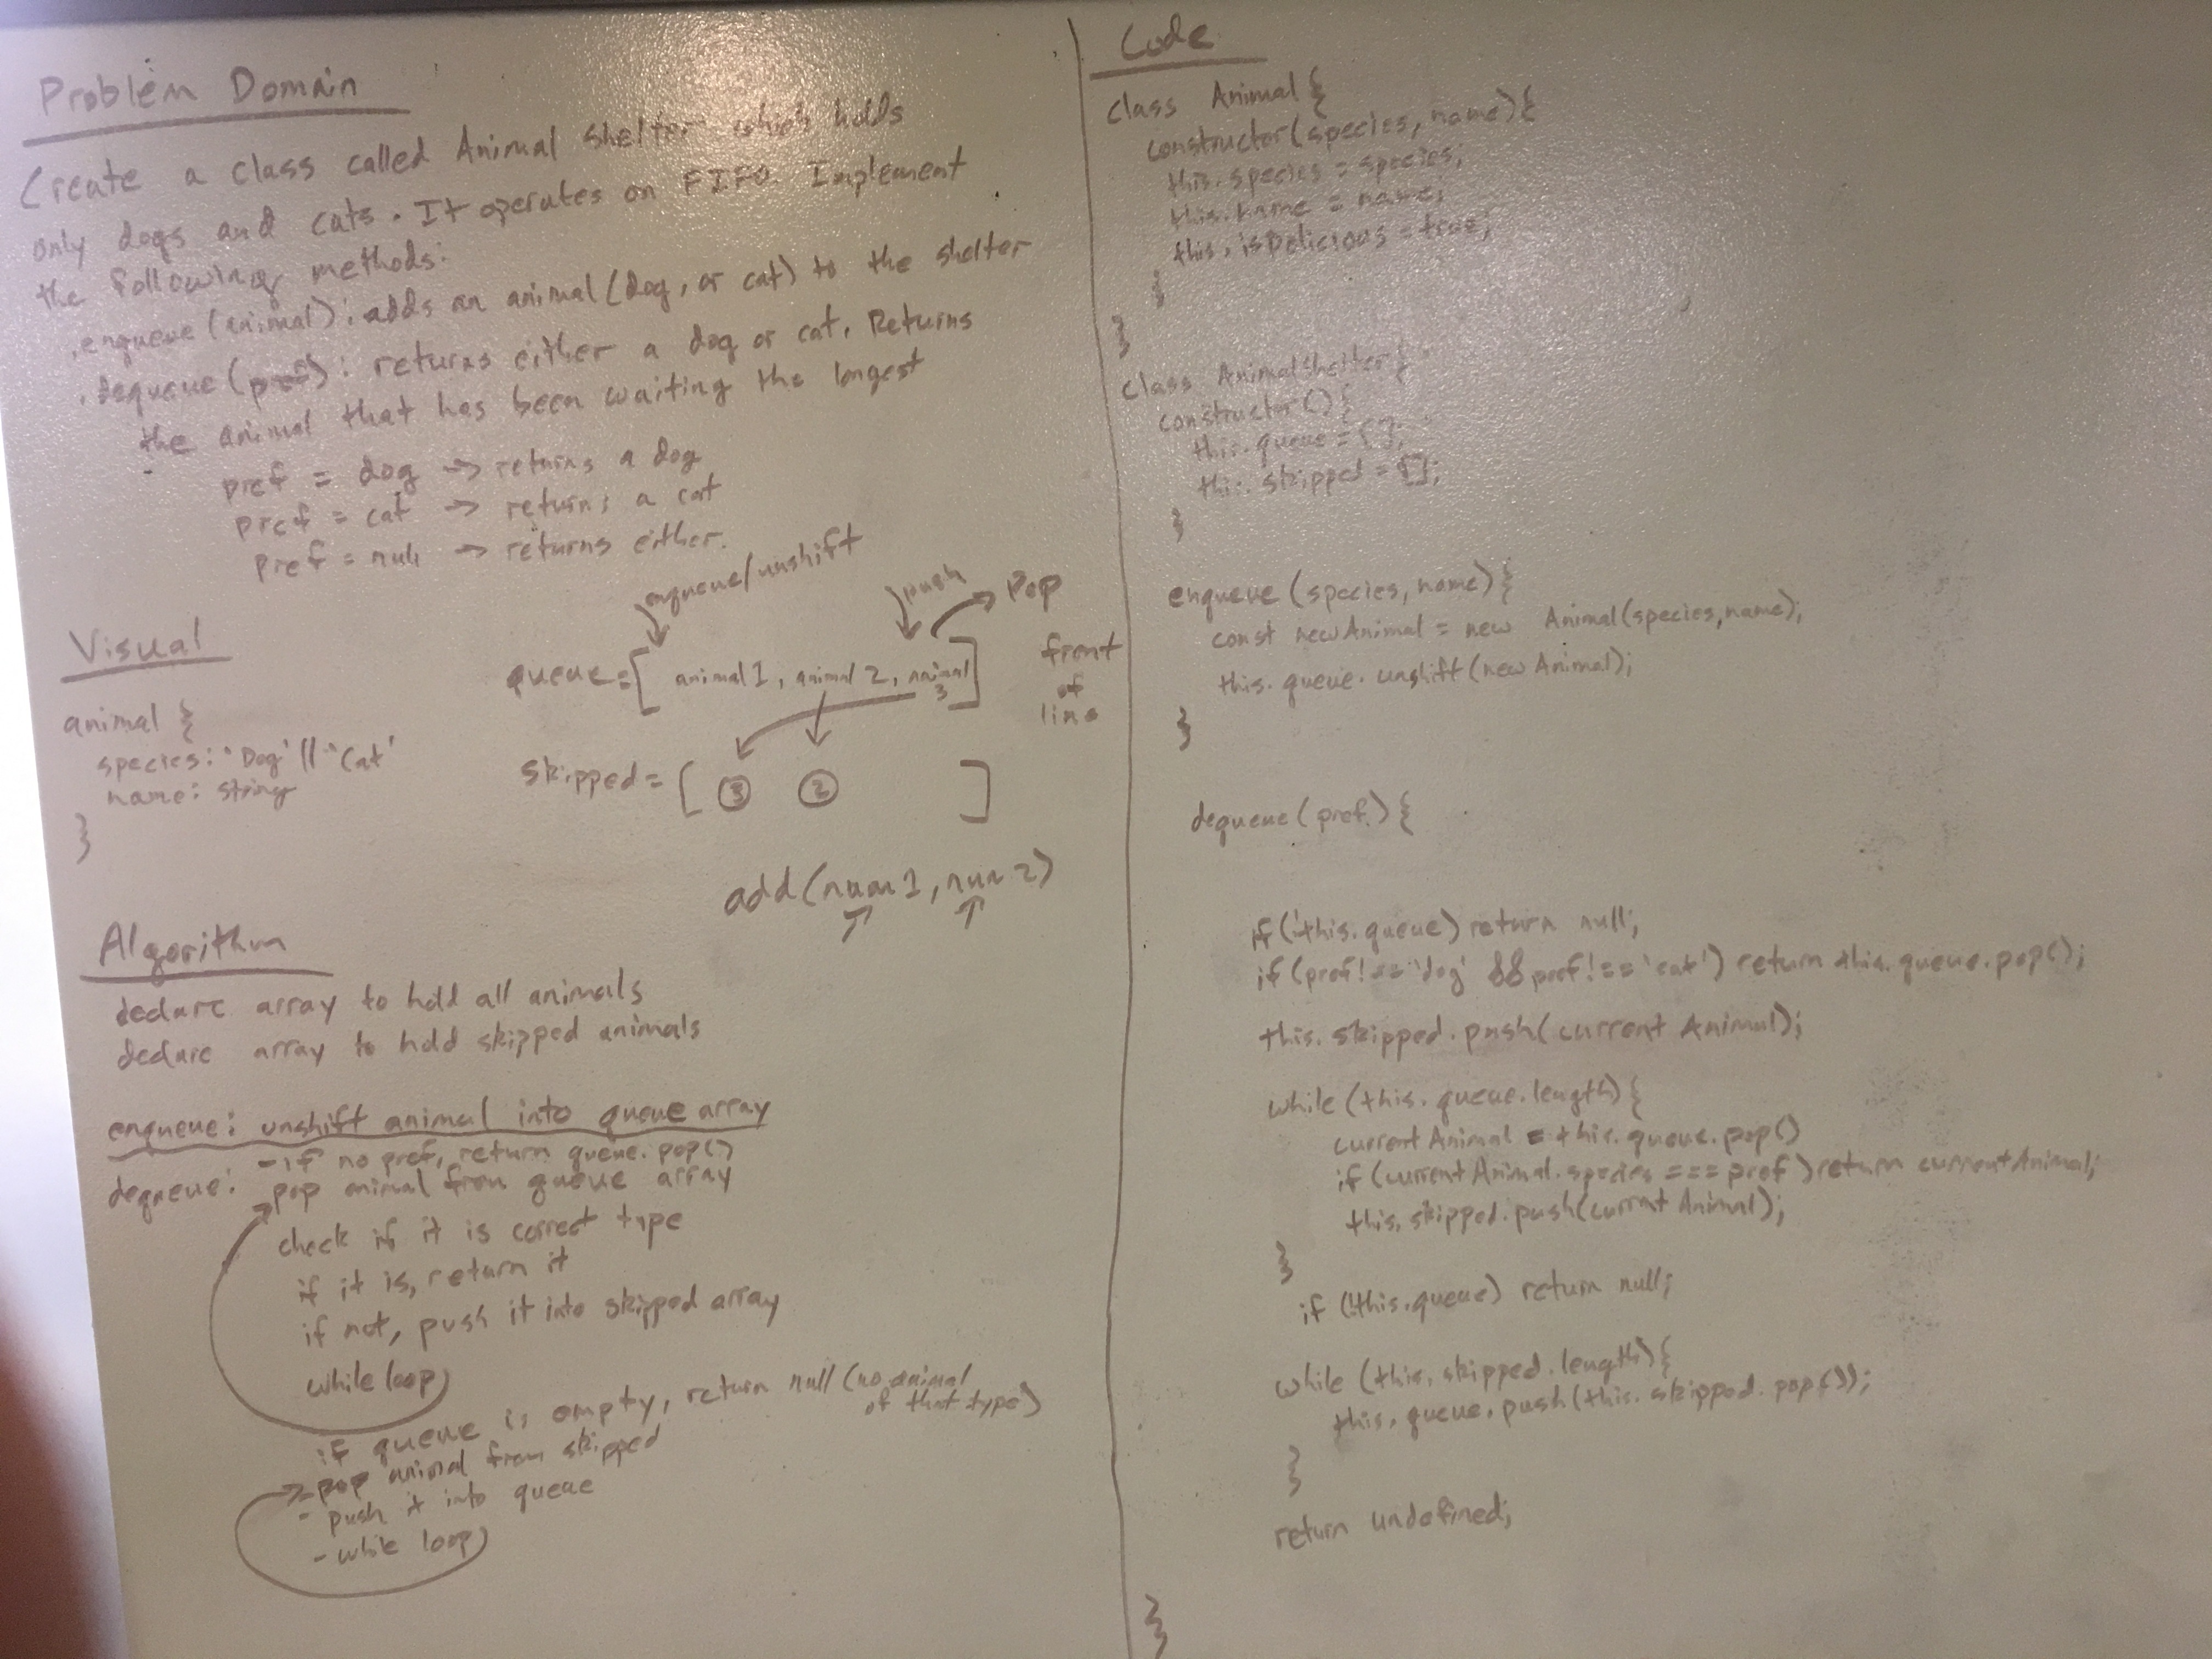 Problem Domain
Create a class called Animal Shelter which holds
only dogs and cats. It operates on FIFO. Implement
the following methods:
.enqueue(animal): adds an animal (dog, or cat) to the shelter
.dequeue(pref): returns either a dog or cat. Returns
the animal that has been waiting the longest
pref = dog -> returns a dog
pref = cat -> returns a cat
pref = null -> returns either.
Visual
animal {
species: 'Dog' || 'Cat'
name: string
}
enqueue/unshift
push
Pop
queue = [ animal 1, animal 2, animal 3 ]
front
of
line
skipped = [ 3 2 ]
add(num1, num2)
Algorithm
declare array to hold all animals
declare array to hold skipped animals
enqueue: unshift animal into queue array
- if no pref, return queue.pop()
dequeue: pop animal from queue array
check if it is correct type
if it is, return it
if not, push it into skipped array
while loop
if queue is empty, return null (no animal
of that type)
- pop animal from skipped
- push it into queue
- while loop
Code
class Animal {
constructor(species, name){
this.species = species;
this.name = name;
this.isDelicious = true;
}
}
class AnimalShelter {
constructor(){
this.queue = [];
this.skipped = [];
}
enqueue(species, name){
const newAnimal = new Animal(species, name);
this.queue.unshift(newAnimal);
}
dequeue(pref){
if(!this.queue) return null;
if(pref !== 'dog' && pref !== 'cat') return this.queue.pop();
this.skipped.push(current Animal);
while(this.queue.length){
currentAnimal = this.queue.pop()
if(currentAnimal.species === pref) return currentAnimal;
this.skipped.push(current Animal);
}
if(!this.queue) return null;
while(this.skipped.length){
this.queue.push(this.skipped.pop());
}
return undefined;
}